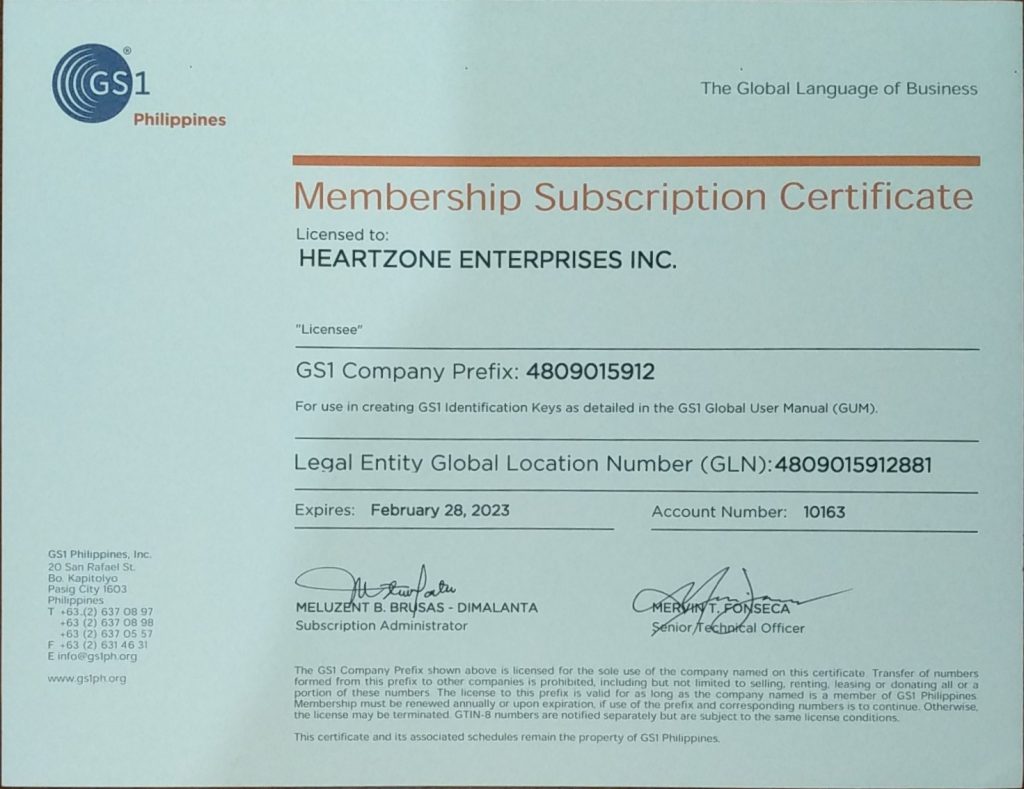 GS1®
Philippines
The Global Language of Business
Membership Subscription Certificate
Licensed to:
HEARTZONE ENTERPRISES INC.
"Licensee"
GS1 Company Prefix: 4809015912
For use in creating GS1 Identification Keys as detailed in the GS1 Global User Manual (GUM).
Legal Entity Global Location Number (GLN):4809015912881
Expires: February 28, 2023
Account Number: 10163
MELUZENT B. BRUSAS - DIMALANTA
Subscription Administrator
MERVIN T. FONSECA
Senior Technical Officer
GS1 Philippines, Inc.
20 San Rafael St.
Bo. Kapitolyo
Pasig City 1603
Philippines
T +63.(2) 637 08 97
+63 (2) 637 08 98
+63 (2) 637 05 57
F +63 (2) 631 46 31
E info@gs1ph.org
www.gs1ph.org
The GS1 Company Prefix shown above is licensed for the sole use of the company named on this certificate. Transfer of numbers
formed from this prefix to other companies is prohibited, including but not limited to selling, renting, leasing or donating all or a
portion of these numbers. The license to this prefix is valid for as long as the company named is a member of GS1 Philippines.
Membership must be renewed annually or upon expiration, if use of the prefix and corresponding numbers is to continue. Otherwise,
the license may be terminated. GTIN-8 numbers are notified separately but are subject to the same license conditions.
This certificate and its associated schedules remain the property of GS1 Philippines.